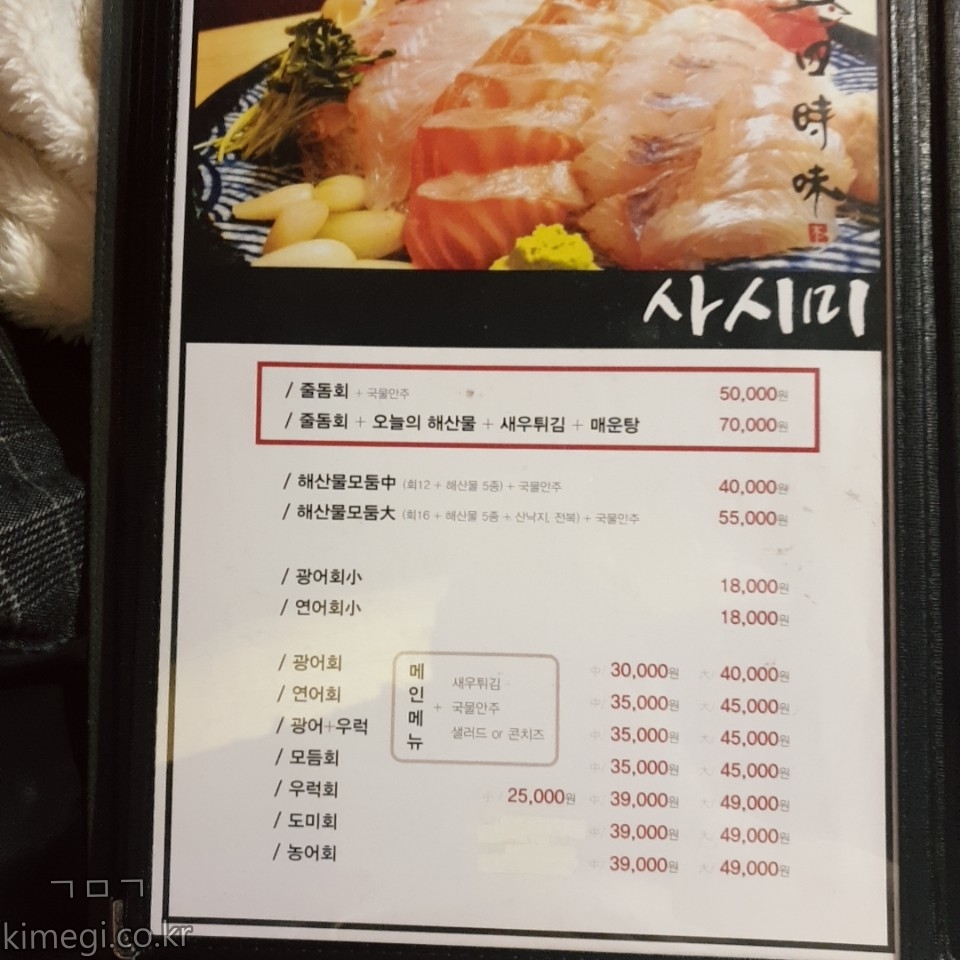 四時味
사시미
/ 줄돔회 + 국물안주 50,000원
/ 줄돔회 + 오늘의 해산물 + 새우튀김 + 매운탕 70,000원
/ 해산물모둠中 (회12 + 해산물 5종) + 국물안주 40,000원
/ 해산물모둠大 (회16 + 해산물 5종 + 산낙지, 전복) + 국물안주 55,000원
/ 광어회小 18,000원
/ 연어회小 18,000원
/ 광어회 中/ 30,000원 大/ 40,000원
/ 연어회 中/ 35,000원 大/ 45,000원
/ 광어+우럭 中/ 35,000원 大/ 45,000원
/ 모듬회 中/ 35,000원 大/ 45,000원
/ 우럭회 小/ 25,000원 中/ 39,000원 大/ 49,000원
/ 도미회 中/ 39,000원 大/ 49,000원
/ 농어회 中/ 39,000원 大/ 49,000원
메인메뉴 +
새우튀김
국물안주
샐러드 or 콘치즈
ㄱㅁㄱ
kimegi.co.kr